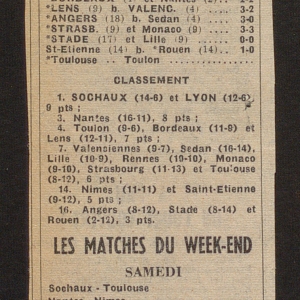 *LENS (9) b. VALENC. (4) ... 3-2
*ANGERS (18) b. Sedan (4) ... 3-0
*STRASB. (9) et Monaco (9) .. 3-3
*STADE (17) et Lille (9) .... 0-0
St-Etienne (14) b. *Rouen (14) .. 1-0
*Toulouse .. Toulon
CLASSEMENT
1. SOCHAUX (14-6) et LYON (12-6),
9 pts ;
3. Nantes (16-11), 8 pts ;
4. Toulon (9-6), Bordeaux (11-9) et
Lens (12-11), 7 pts ;
7. Valenciennes (9-7), Sedan (16-14),
Lille (10-9), Rennes (10-10), Monaco
(9-10), Strasbourg (11-13) et Toulouse
(8-12), 6 pts ;
14. Nimes (11-11) et Saint-Etienne
(9-12), 5 pts ;
16. Angers (8-12), Stade (8-14) et
Rouen (2-12), 3 pts.
LES MATCHES DU WEEK-END
SAMEDI
Sochaux - Toulouse